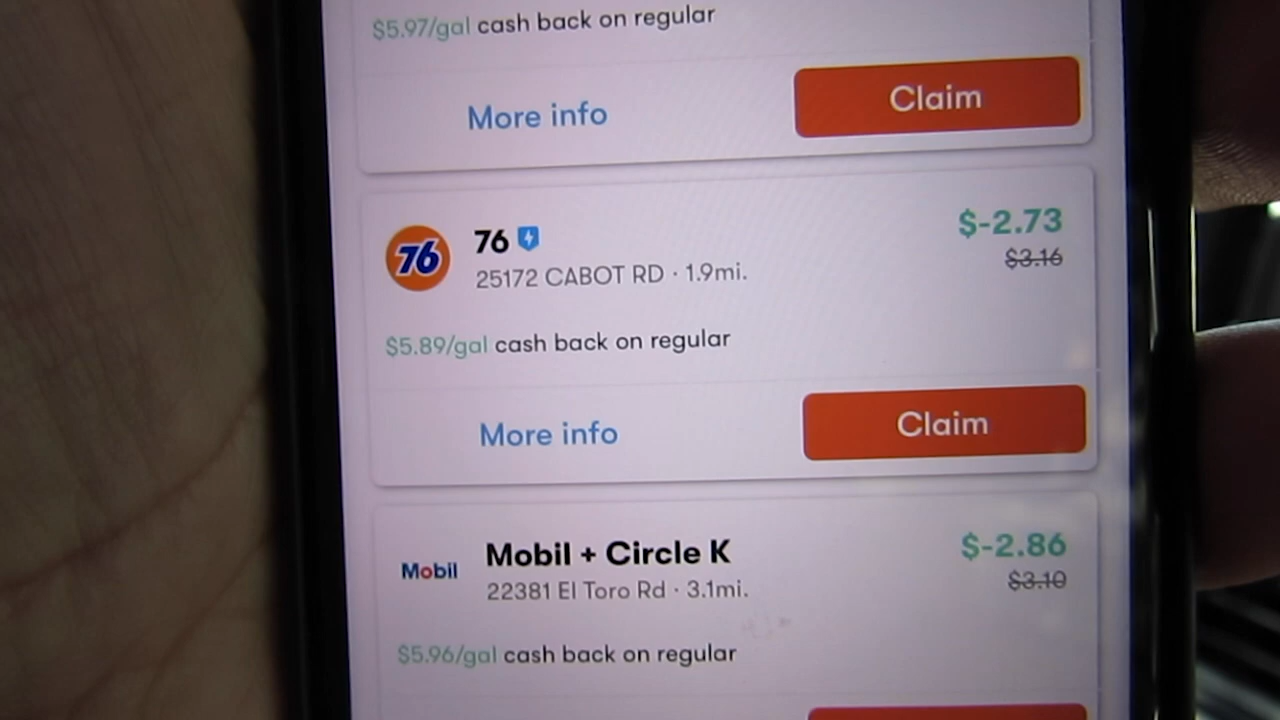 $5.97/gal cash back on regular
More info
Claim
76
76
$-2.73
25172 CABOT RD · 1.9mi.
$3.16
$5.89/gal cash back on regular
More info
Claim
Mobil
Mobil + Circle K
$-2.86
22381 El Toro Rd · 3.1mi.
$3.10
$5.96/gal cash back on regular